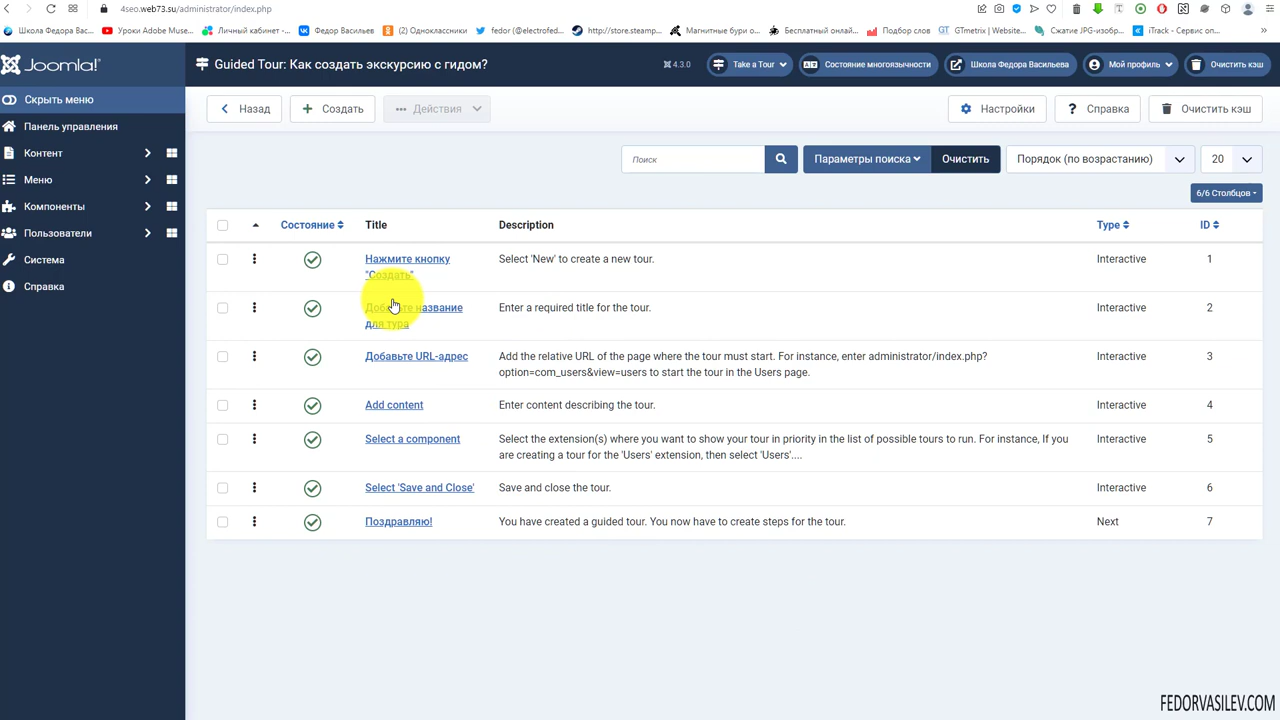 4seo.web73.su/administrator/index.php
Школа Федора Васильева
Уроки Adobe Muse...
Личный кабинет -...
Федор Васильев
(2) Одноклассники
fedor (@electrofed...
http://store.steamp...
Магнитные бури о...
Бесплатный онлай...
Подбор слов
GTmetrix | Website...
Сжатие JPG-изобр...
iTrack - Сервис оп...
Joomla!
Guided Tour: Как создать экскурсию с гидом?
4.3.0
Take a Tour
Состояние многоязычности
Школа Федора Васильева
Мой профиль
Очистить кэш
Скрыть меню
Панель управления
Контент
Меню
Компоненты
Пользователи
Система
Справка
Назад
Создать
Действия
Настройки
Справка
Очистить кэш
Поиск
Параметры поиска
Очистить
Порядок (по возрастанию)
20
6/6 Столбцов
Состояние Title Description Type ID
Нажмите кнопку
"Создать"
Select 'New' to create a new tour.
Interactive
1
Добавьте название
для тура
Enter a required title for the tour.
Interactive
2
Добавьте URL-адрес
Add the relative URL of the page where the tour must start. For instance, enter administrator/index.php?
option=com_users&view=users to start the tour in the Users page.
Interactive
3
Add content
Enter content describing the tour.
Interactive
4
Select a component
Select the extension(s) where you want to show your tour in priority in the list of possible tours to run. For instance, If you
are creating a tour for the 'Users' extension, then select 'Users'....
Interactive
5
Select 'Save and Close'
Save and close the tour.
Interactive
6
Поздравляю!
You have created a guided tour. You now have to create steps for the tour.
Next
7
FEDORVASILEV.COM